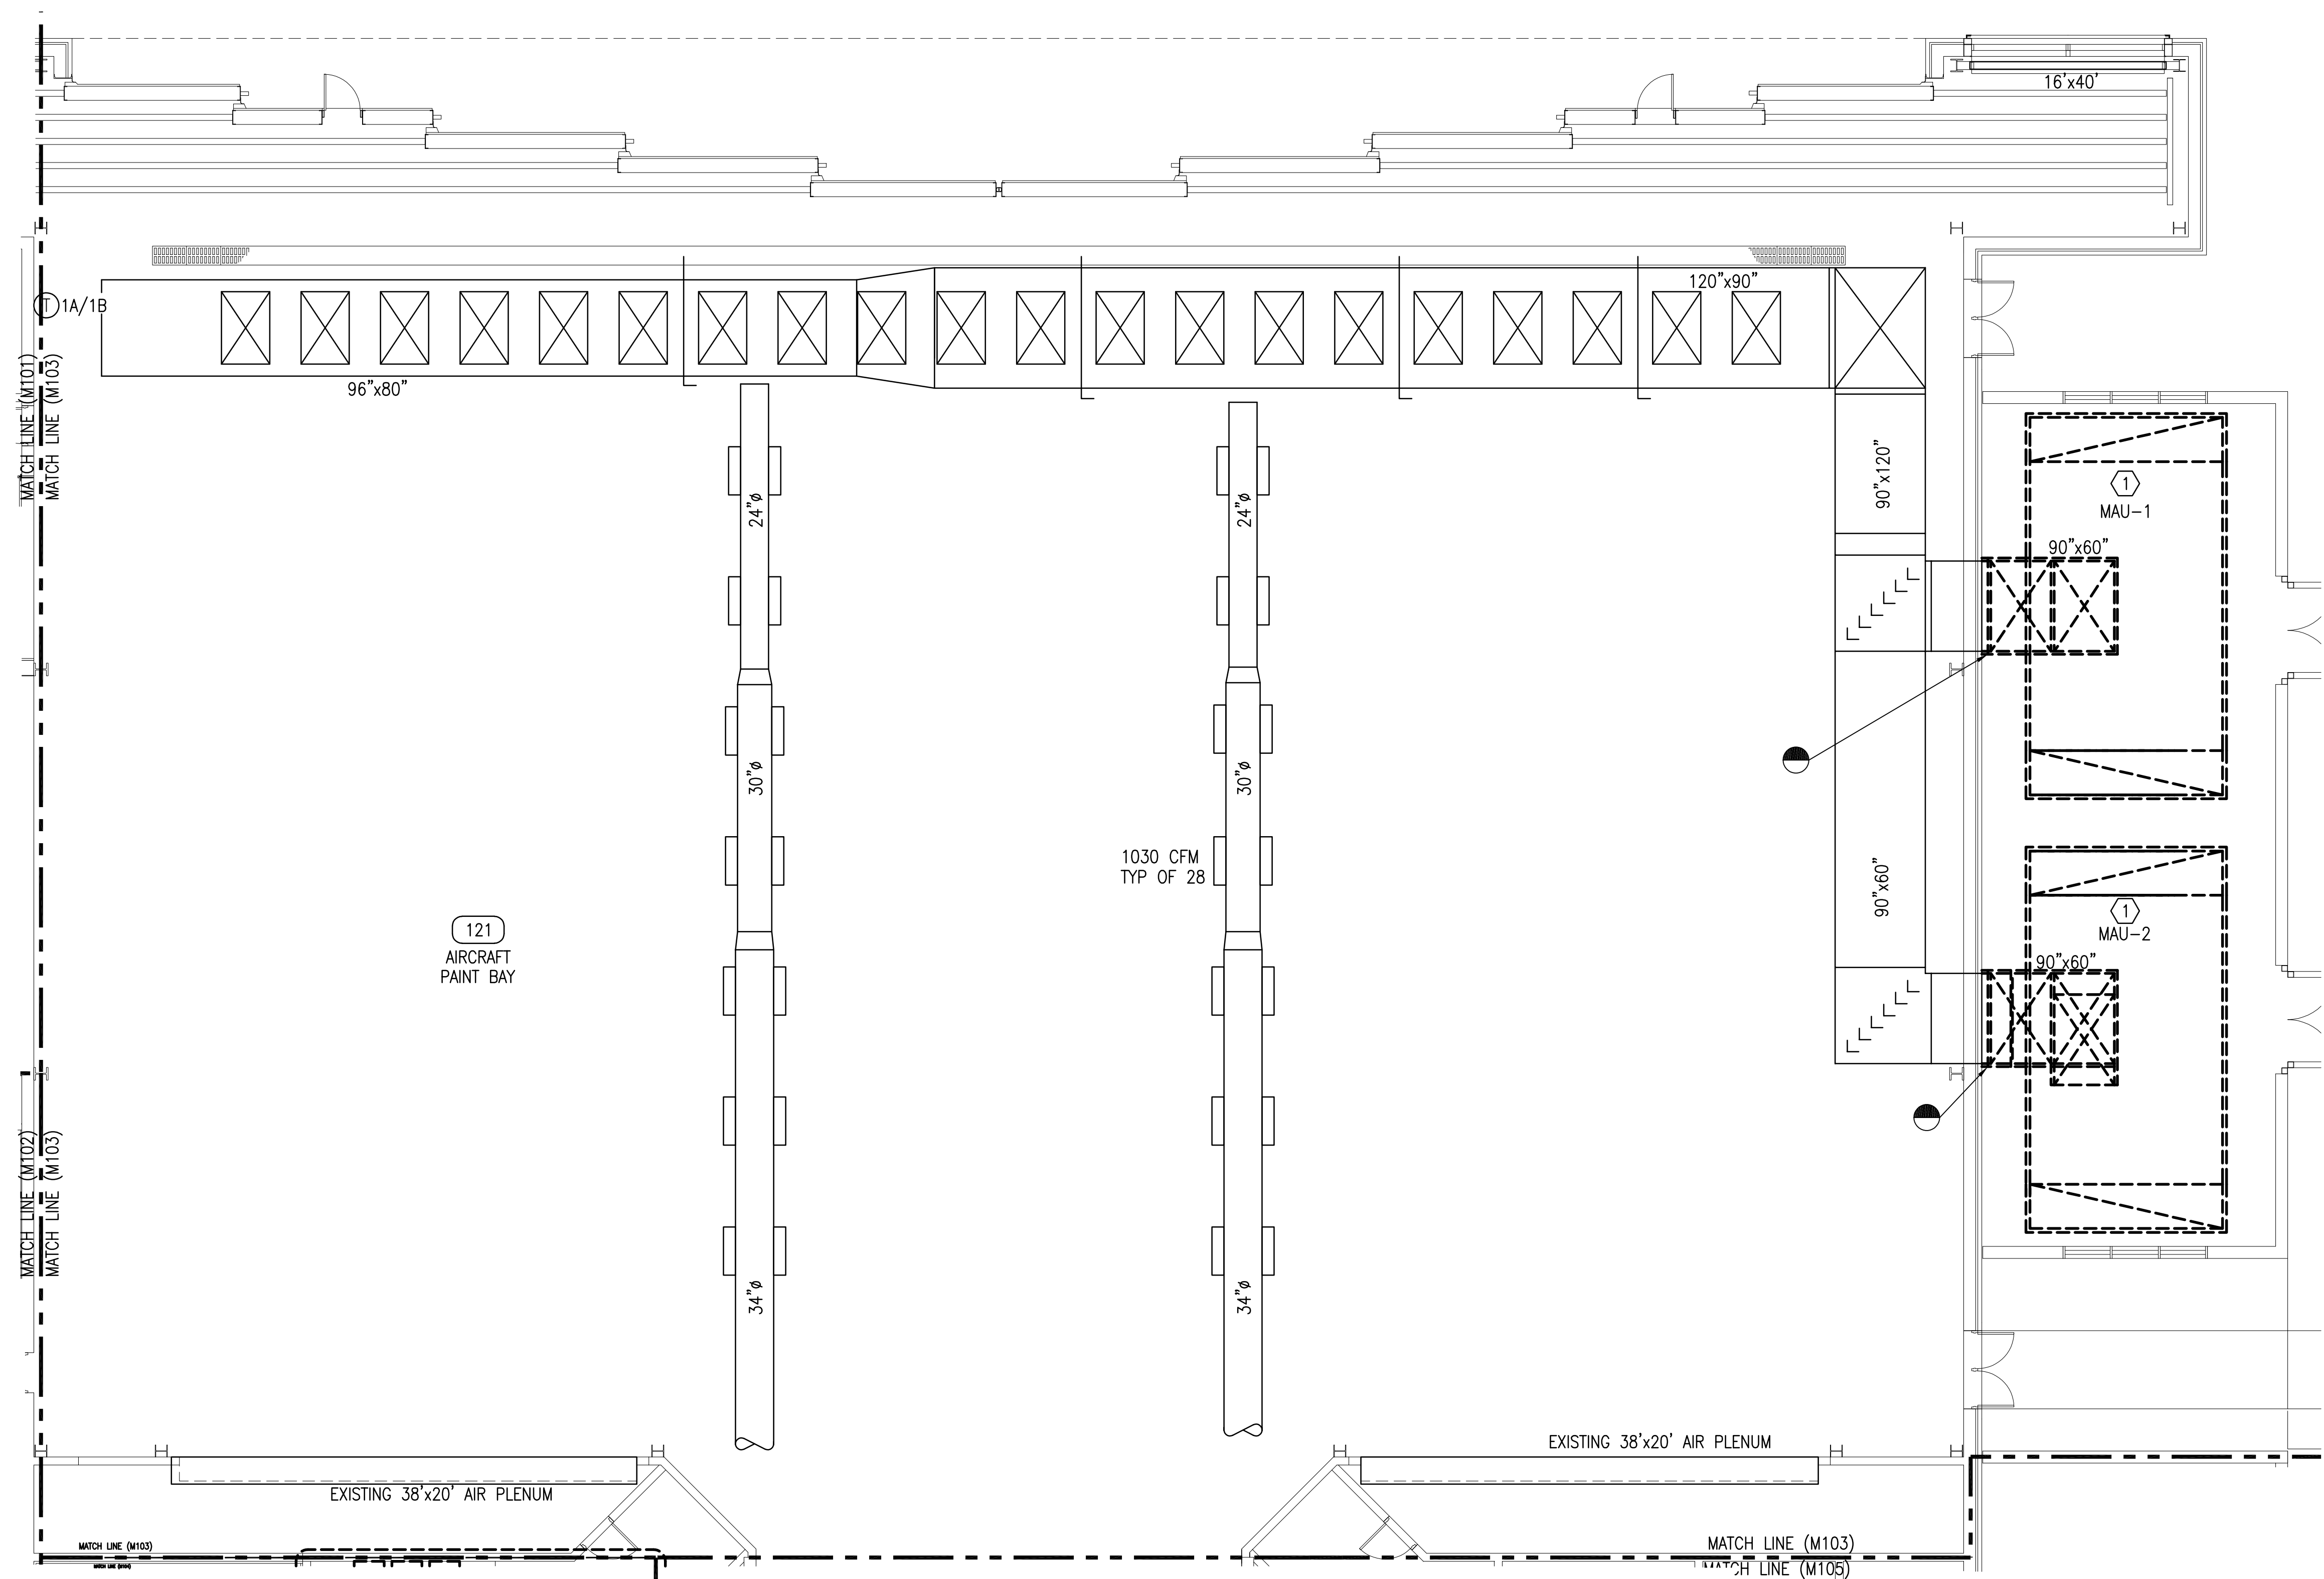 16'x40'
120"x90"
T 1A/1B
96"x80"
MATCH LINE (M101)
MATCH LINE (M103)
24"ø
24"ø
90"x120"
1
MAU-1
90"x60"
30"ø
30"ø
1030 CFM
TYP OF 28
90"x60"
121
AIRCRAFT
PAINT BAY
1
MAU-2
90"x60"
MATCH LINE (M102)
MATCH LINE (M103)
34"ø
34"ø
EXISTING 38'x20' AIR PLENUM
EXISTING 38'x20' AIR PLENUM
MATCH LINE (M103)
MATCH LINE (M103)
MATCH LINE (M105)